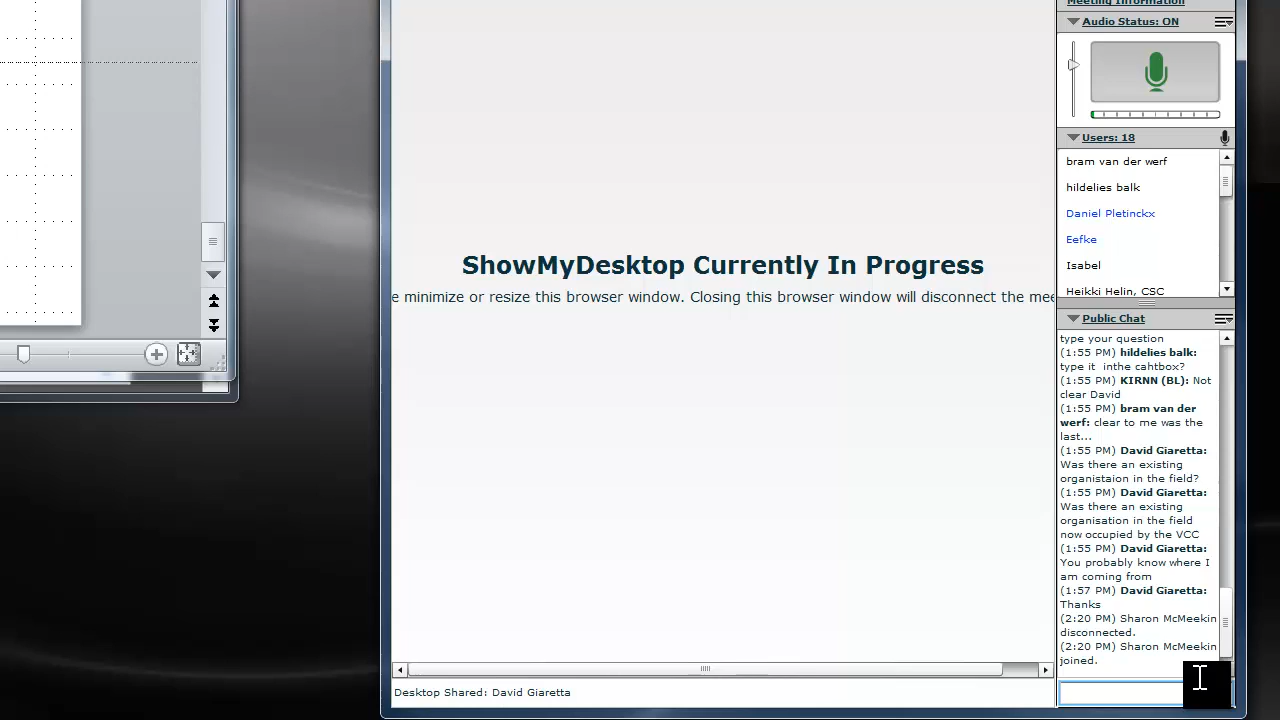 Meeting Information
Audio Status: ON
Users: 18
bram van der werf
hildelies balk
Daniel Pletinckx
Eefke
Isabel
Heikki Helin, CSC
ShowMyDesktop Currently In Progress
e minimize or resize this browser window. Closing this browser window will disconnect the mee
Public Chat
type your question
(1:55 PM) hildelies balk:
type it inthe cahtbox?
(1:55 PM) KIRNN (BL): Not
clear David
(1:55 PM) bram van der
werf: clear to me was the
last...
(1:55 PM) David Giaretta:
Was there an existing
organistaion in the field?
(1:55 PM) David Giaretta:
Was there an existing
organisation in the field
now occupied by the VCC
(1:55 PM) David Giaretta:
You probably know where I
am coming from
(1:57 PM) David Giaretta:
Thanks
(2:20 PM) Sharon McMeekin
disconnected.
(2:20 PM) Sharon McMeekin
joined.
Desktop Shared: David Giaretta